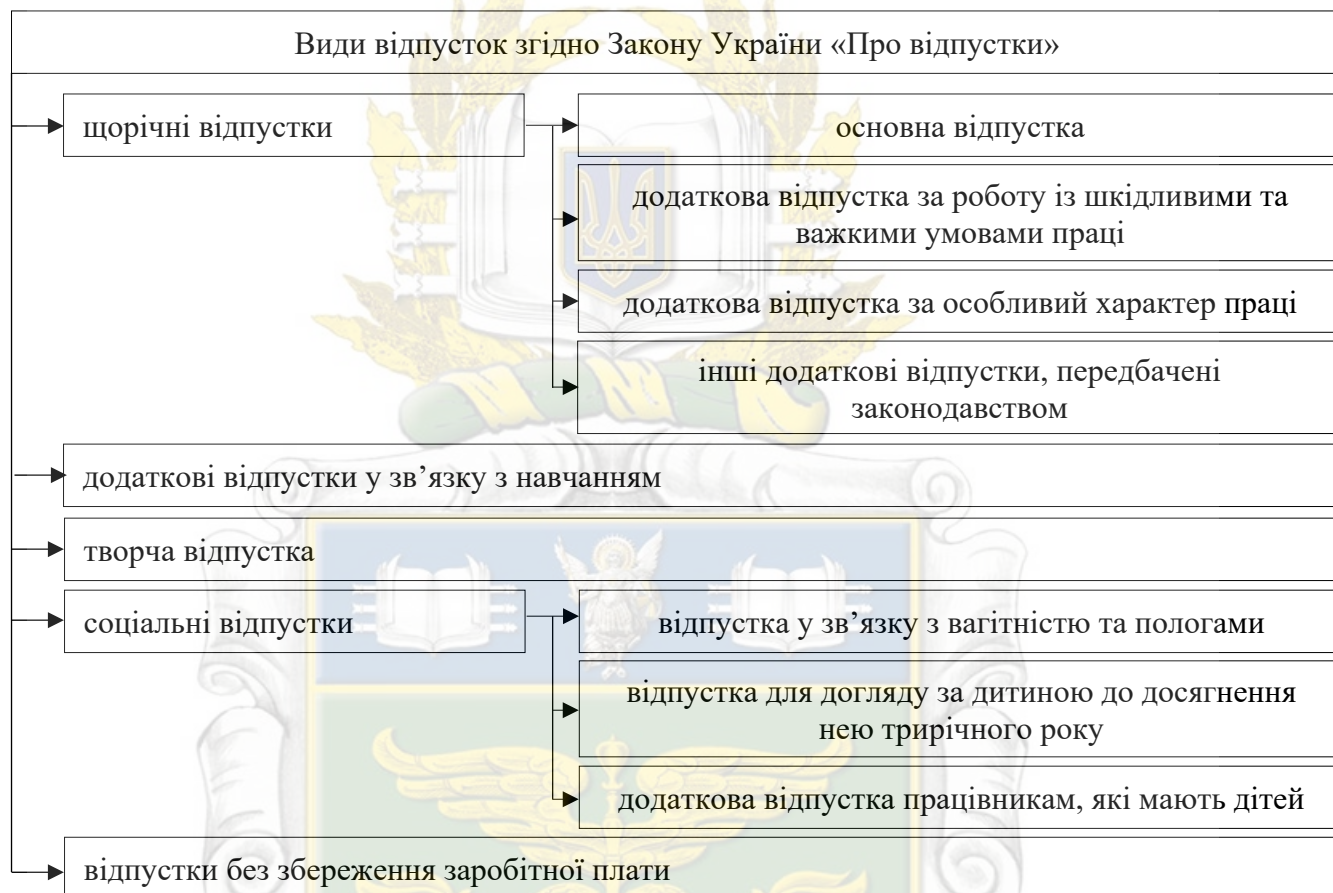 Види відпусток згідно Закону України «Про відпустки»
щорічні відпустки
основна відпустка
додаткова відпустка за роботу із шкідливими та
важкими умовами праці
додаткова відпустка за особливий характер праці
інші додаткові відпустки, передбачені
законодавством
додаткові відпустки у зв’язку з навчанням
творча відпустка
соціальні відпустки
відпустка у зв’язку з вагітністю та пологами
відпустка для догляду за дитиною до досягнення
нею трирічного року
додаткова відпустка працівникам, які мають дітей
відпустки без збереження заробітної плати